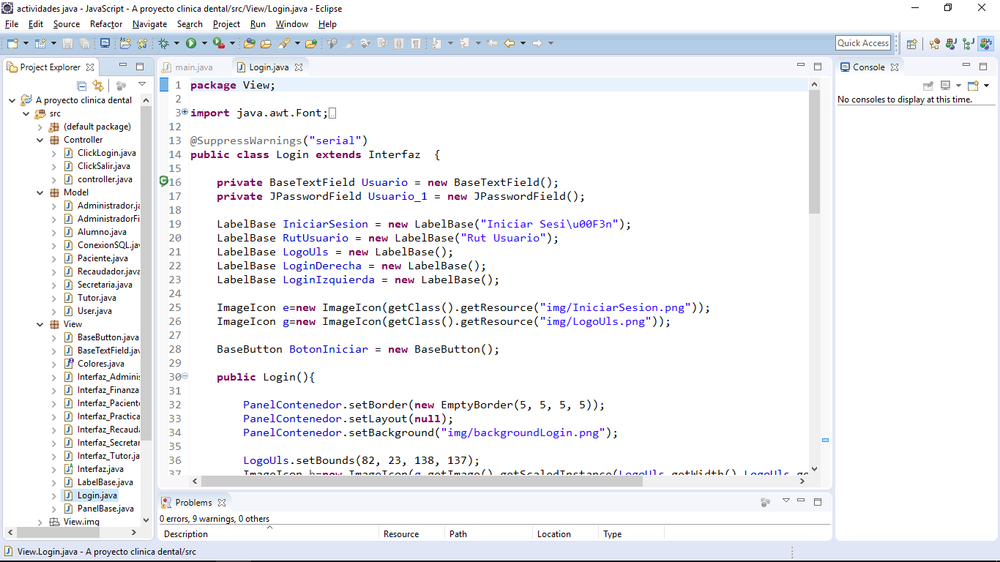 actividades java - JavaScript - A proyecto clinica dental/src/View/Login.java - Eclipse
File Edit Source Refactor Navigate Search Project Run Window Help
Quick Access
Project Explorer
A proyecto clinica dental
src
(default package)
Controller
ClickLogin.java
ClickSalir.java
controller.java
Model
Administrador.ja
AdministradorFi
Alumno.java
ConexionSQL.jav
Paciente.java
Recaudador.java
Secretaria.java
Tutor.java
User.java
View
BaseButton.java
BaseTextField.jav
Colores.java
Interfaz_Adminis
Interfaz_Finanza
Interfaz_Paciente
Interfaz_Practica
Interfaz_Recauda
Interfaz_Secretar
Interfaz_Tutor.ja
Interfaz.java
LabelBase.java
Login.java
PanelBase.java
View.img
main.java Login.java
1 package View;
2
3 import java.awt.Font;
12
13 @SuppressWarnings("serial")
14 public class Login extends Interfaz {
15
16 private BaseTextField Usuario = new BaseTextField();
17 private JPasswordField Usuario_1 = new JPasswordField();
18
19 LabelBase IniciarSesion = new LabelBase("Iniciar Sesi\u00F3n");
20 LabelBase RutUsuario = new LabelBase("Rut Usuario");
21 LabelBase LogoUls = new LabelBase();
22 LabelBase LoginDerecha = new LabelBase();
23 LabelBase LoginIzquierda = new LabelBase();
24
25 ImageIcon e=new ImageIcon(getClass().getResource("img/IniciarSesion.png"));
26 ImageIcon g=new ImageIcon(getClass().getResource("img/LogoUls.png"));
27
28 BaseButton BotonIniciar = new BaseButton();
29
30 public Login(){
31
32 PanelContenedor.setBorder(new EmptyBorder(5, 5, 5, 5));
33 PanelContenedor.setLayout(null);
34 PanelContenedor.setBackground("img/backgroundLogin.png");
35
36 LogoUls.setBounds(82, 23, 138, 137);
37 ImageIcon h=new ImageIcon(g.getImage().getScaledInstance(LogoUls.getWidth(),LogoUls.ge
Console
No consoles to display at this time.
Problems
0 errors, 9 warnings, 0 others
Description Resource Path Location Type
View.Login.java - A proyecto clinica dental/src